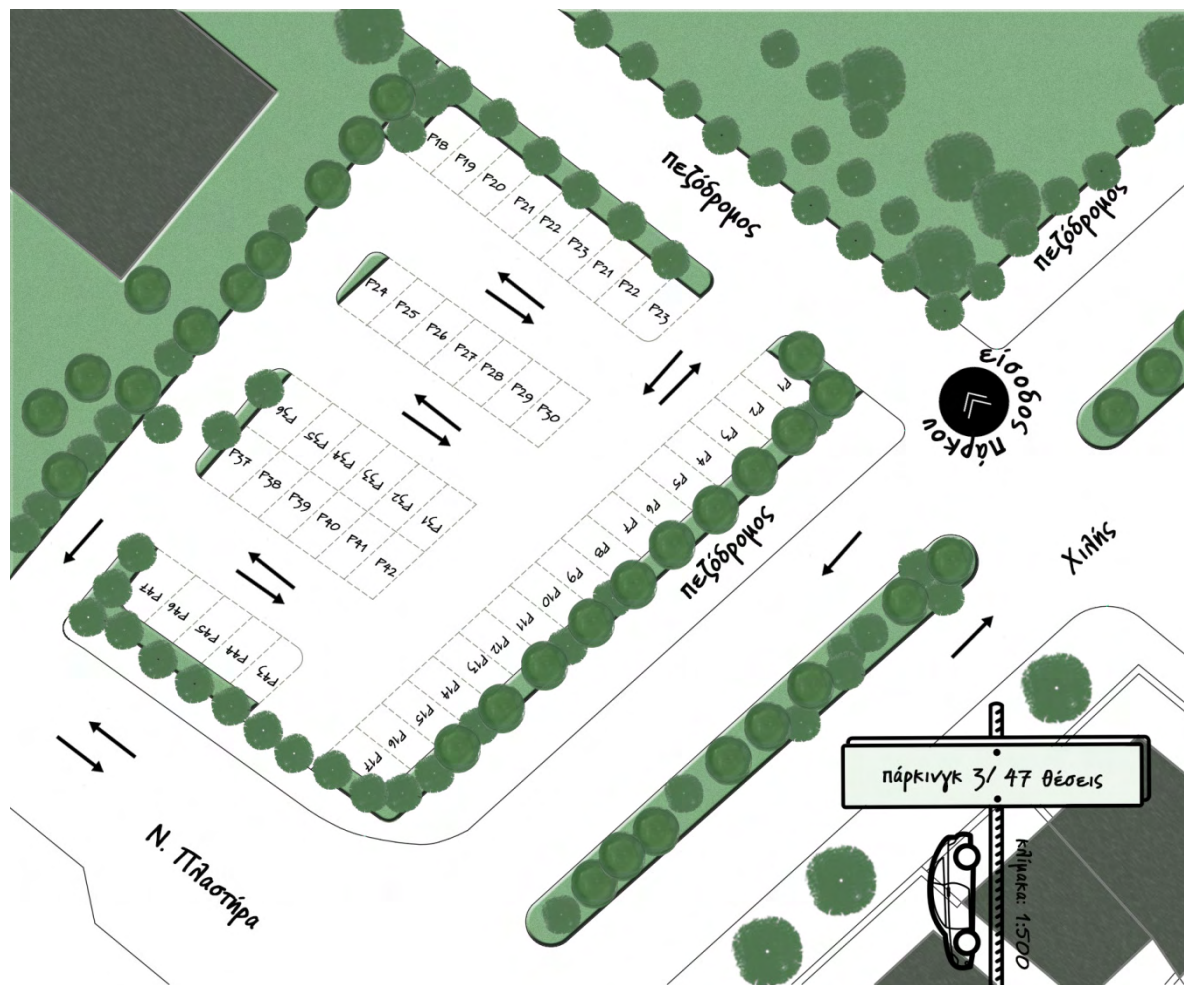 P18 P19 P20 P21 P22 P23 P21 P22 P23
πεζόδρομος
πεζόδρομος
P24 P25 P26 P27 P28 P29 P30
είσοδος πάρκου
P36 P35 P34 P33 P32 P31
P37 P38 P39 P40 P41 P42
P47 P46 P45 P44 P43
P1
P2
P3
P4
P5
P6
P7
P8
P9
P10
P11
P12
P13
P14
P15
P16
P17
πεζόδρομος
Χιλής
Ν. Πλαστήρα
πάρκινγκ 3/ 47 θέσεις
κλίμακα: 1:500